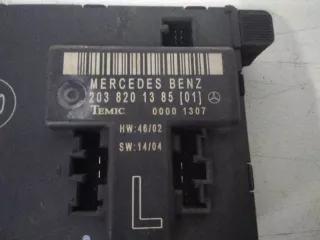 MERCEDES BENZ
203 820 13 85 [01]
TEMIC 0000 1307
HW:46/02
SW:14/04
L